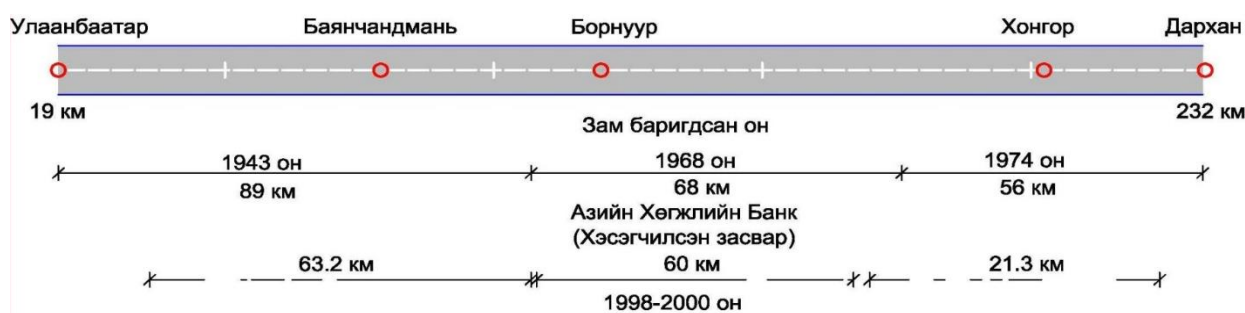 Улаанбаатар Баянчандмань Борнуур Хонгор Дархан
19 км 232 км
Зам баригдсан он
1943 он 1968 он 1974 он
89 км 68 км 56 км
Азийн Хөгжлийн Банк
(Хэсэгчилсэн засвар)
63.2 км 60 км 21.3 км
1998-2000 он